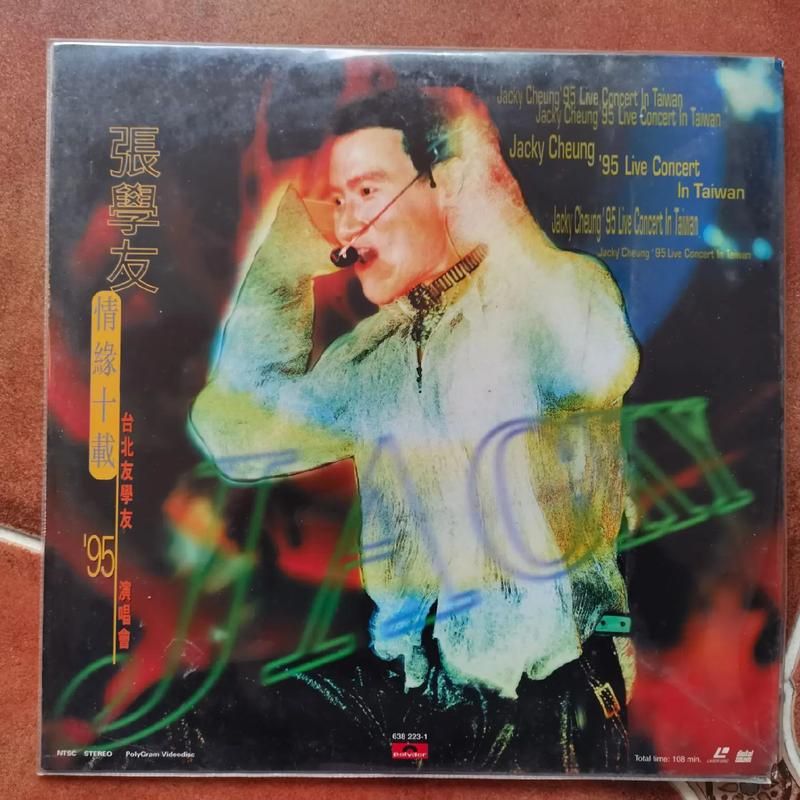 張學友
情緣十載
台北友學友
'95
演唱會
Jacky Cheung '95 Live Concert In Taiwan
Jacky Cheung '95 Live Concert In Taiwan
Jacky Cheung
'95 Live Concert
In Taiwan
Jacky Cheung '95 Live Concert In Taiwan
Jacky Cheung '95 Live Concert In Taiwan
JACKY
638 223-1
polydor
NTSC STEREO PolyGram Videodisc
Total time: 108 min.
LASERDISC
digital SOUND